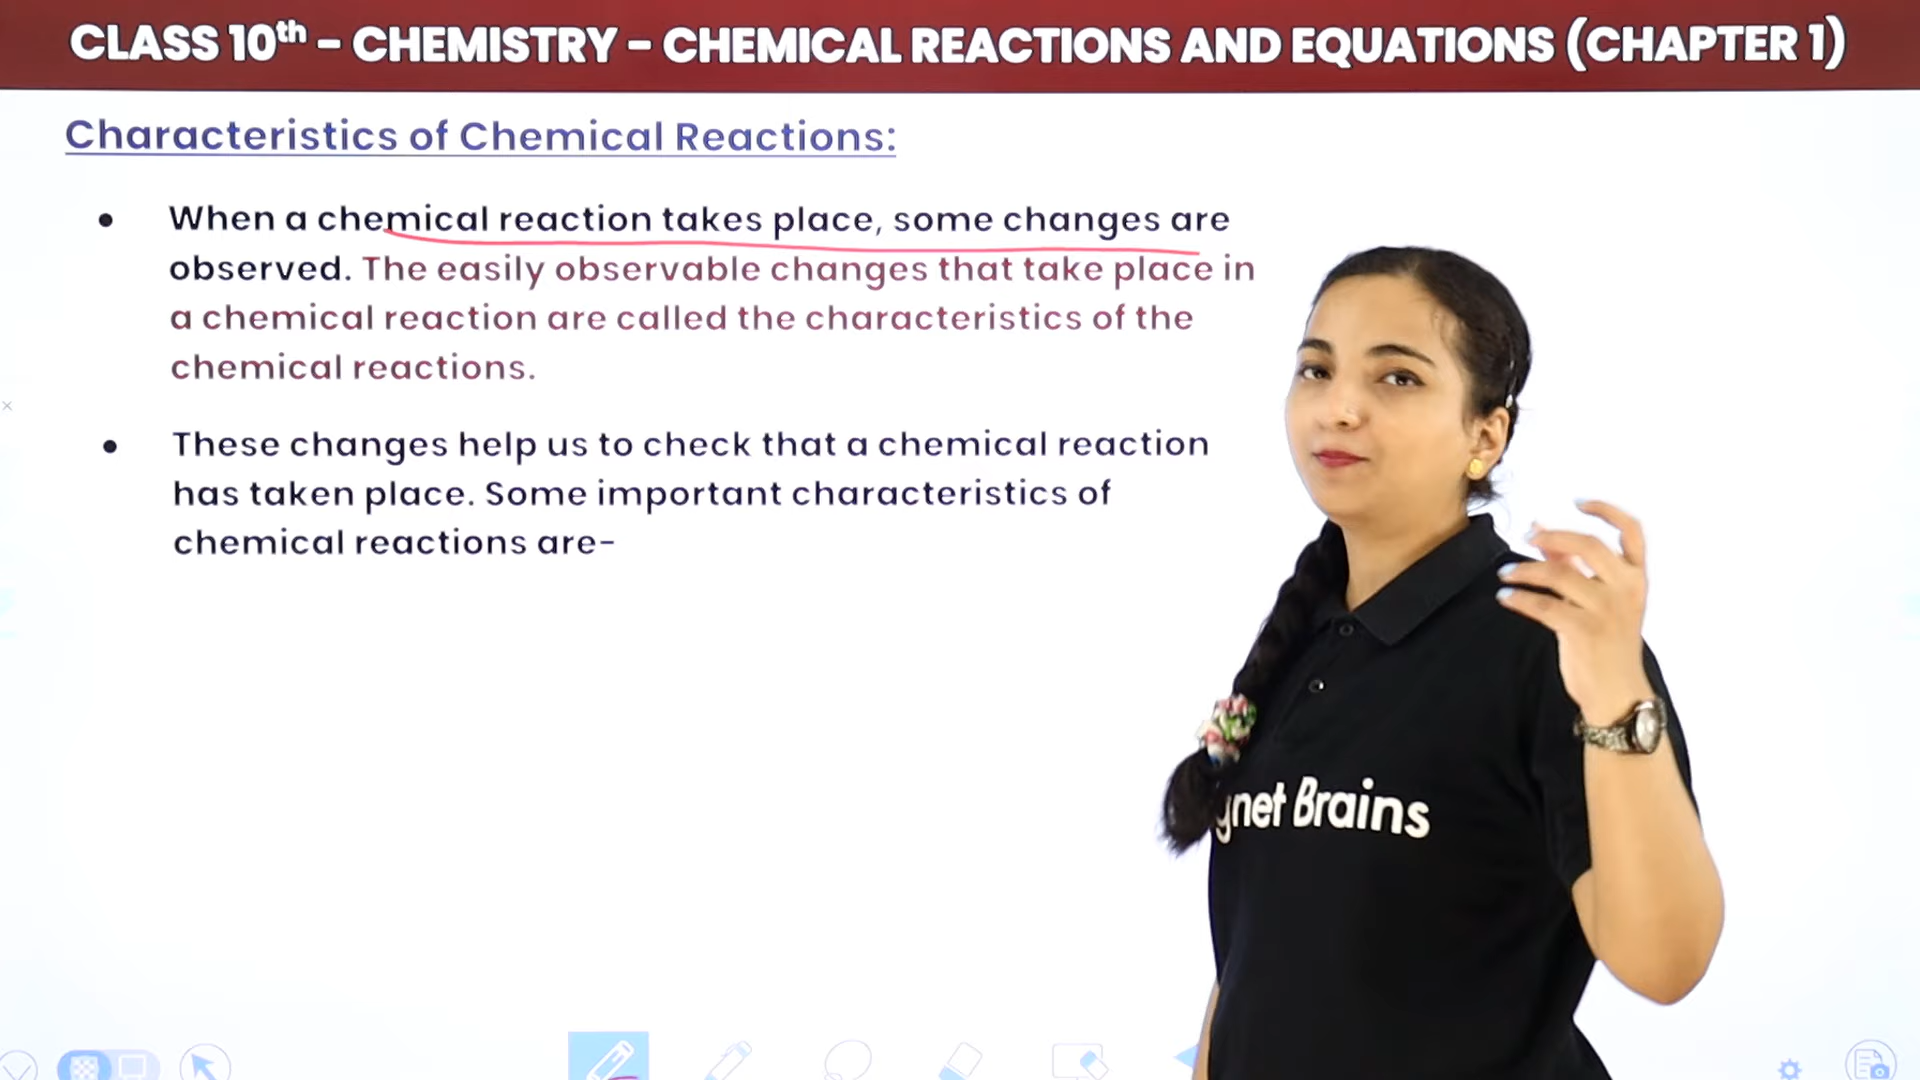 CLASS 10th - CHEMISTRY - CHEMICAL REACTIONS AND EQUATIONS (CHAPTER 1)
Characteristics of Chemical Reactions:
• When a chemical reaction takes place, some changes are
observed. The easily observable changes that take place in
a chemical reaction are called the characteristics of the
chemical reactions.
• These changes help us to check that a chemical reaction
has taken place. Some important characteristics of
chemical reactions are-
gnet Brains